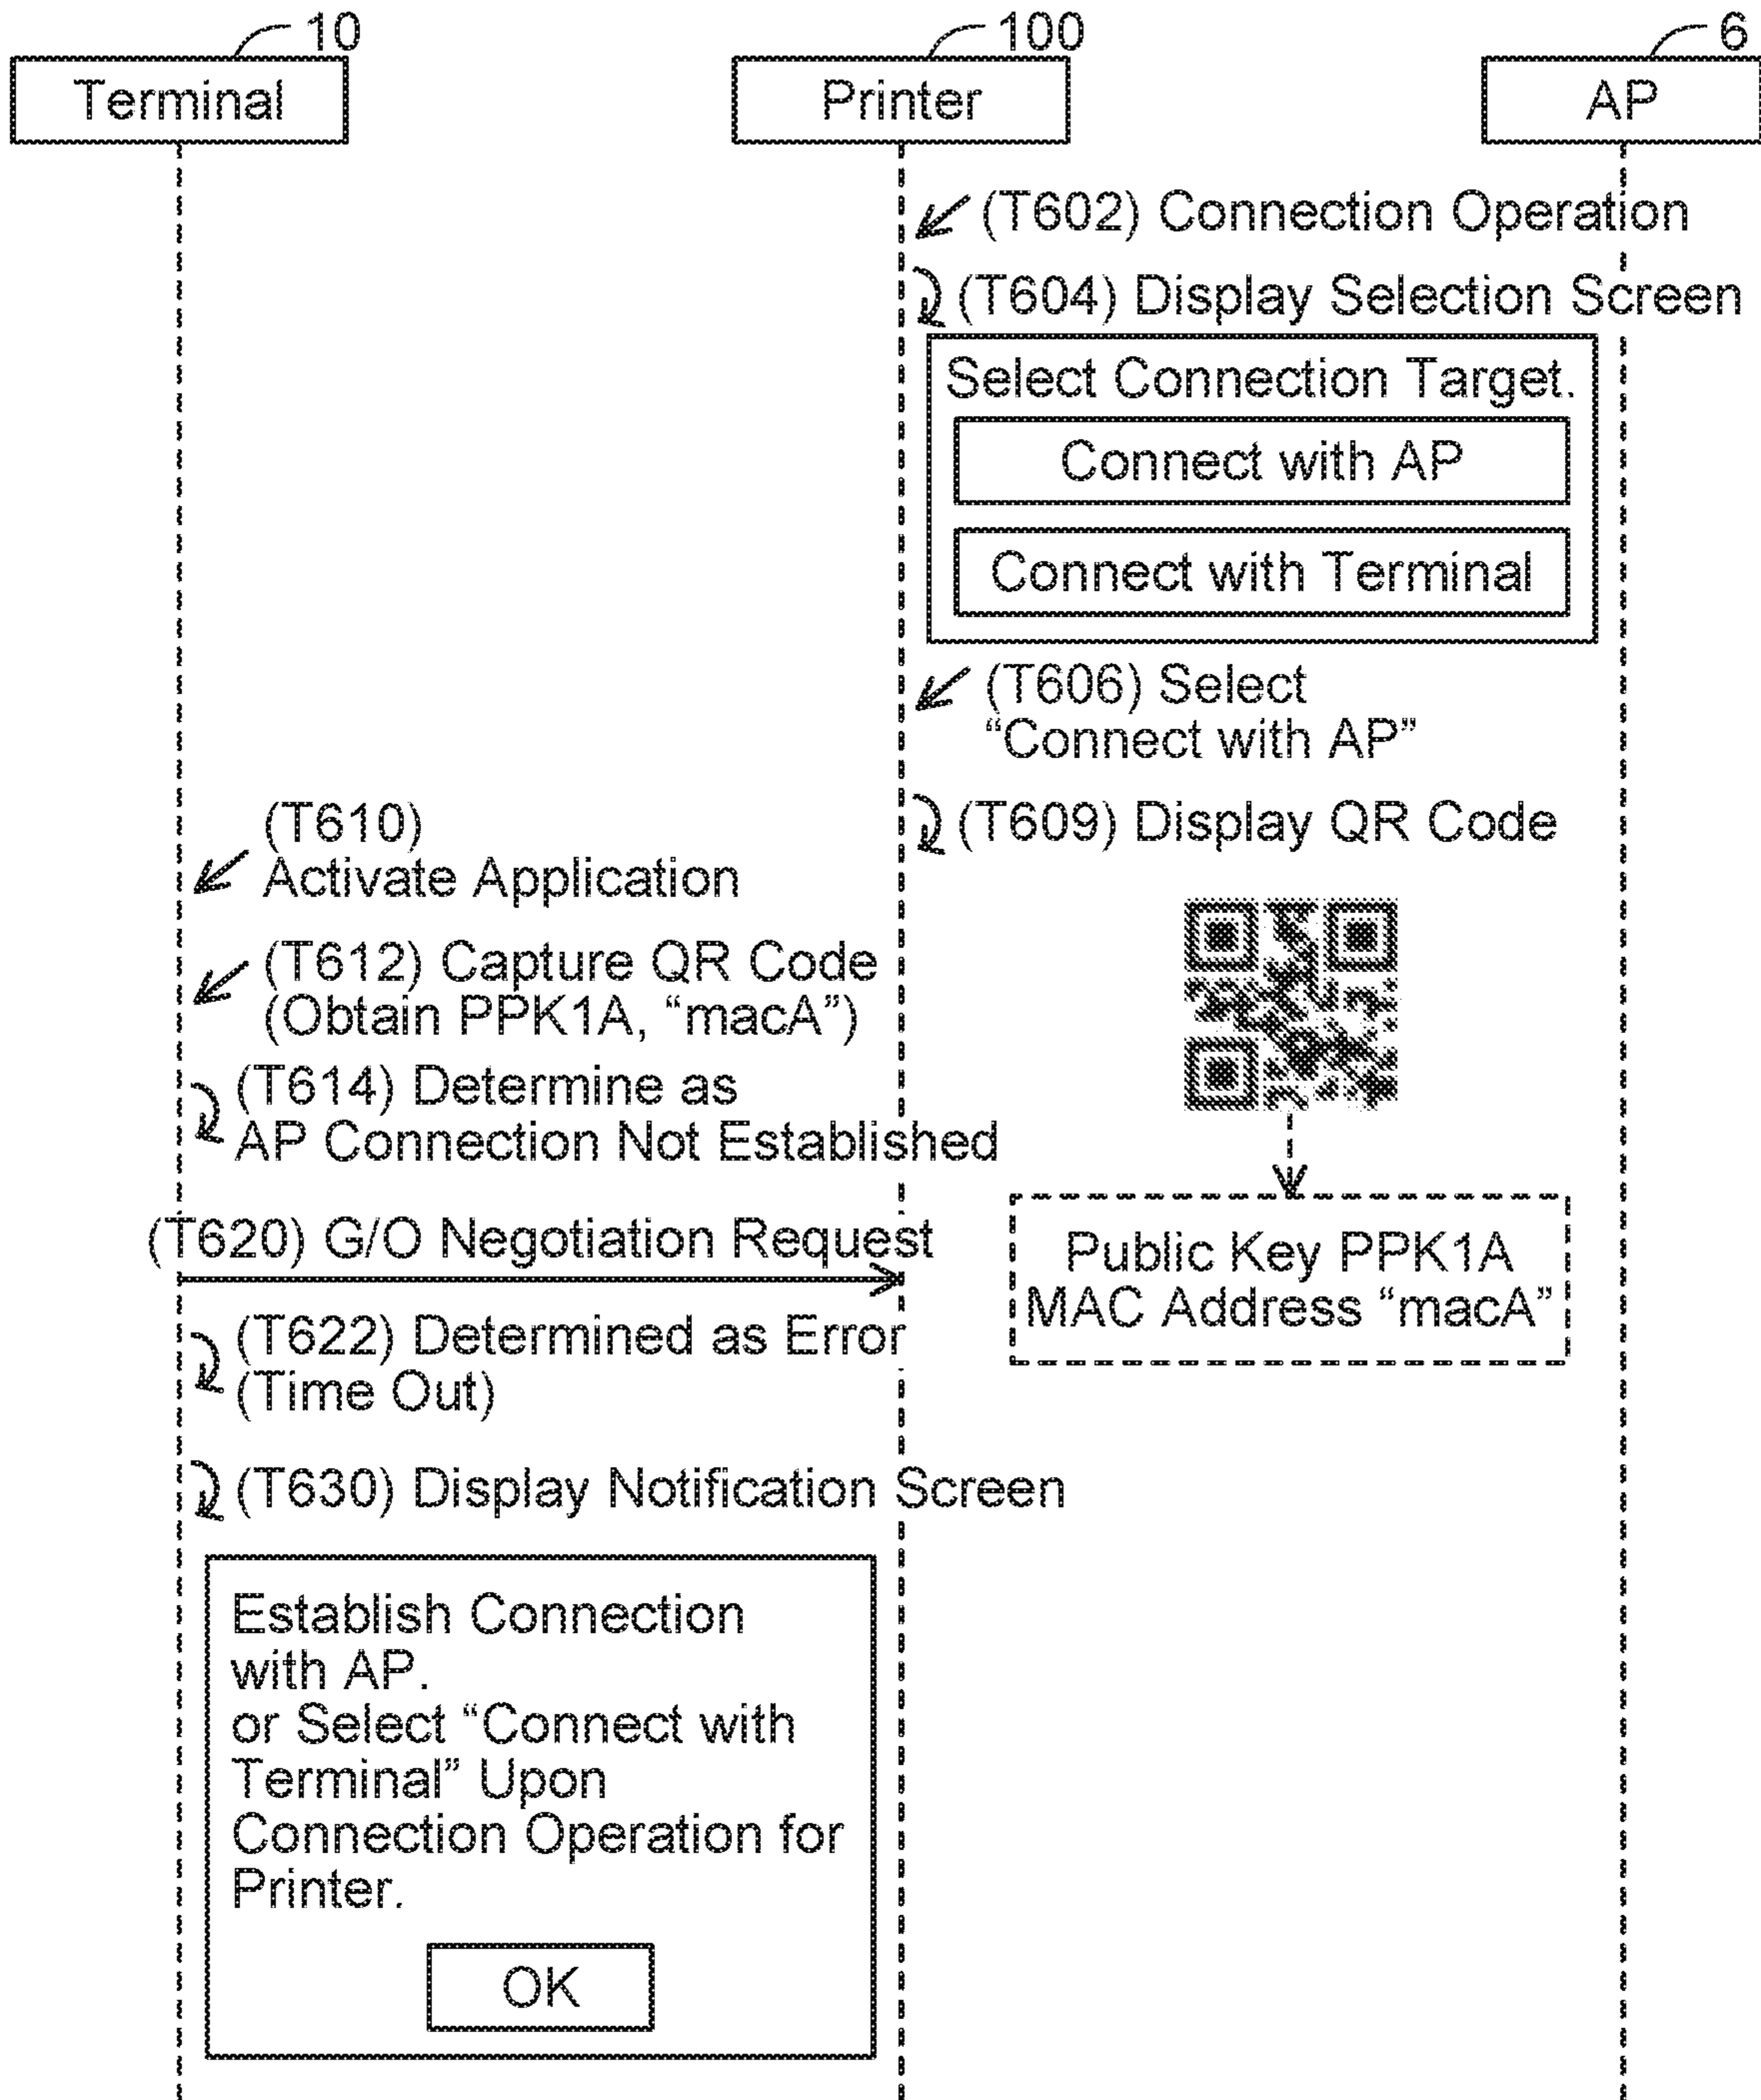 10
100
6
Terminal
Printer
AP
(T602) Connection Operation
(T604) Display Selection Screen
Select Connection Target.
Connect with AP
Connect with Terminal
(T606) Select
“Connect with AP”
(T609) Display QR Code
(T610)
Activate Application
(T612) Capture QR Code
(Obtain PPK1A, “macA”)
(T614) Determine as
AP Connection Not Established
Public Key PPK1A
MAC Address “macA”
(T620) G/O Negotiation Request
(T622) Determined as Error
(Time Out)
(T630) Display Notification Screen
Establish Connection
with AP.
or Select “Connect with
Terminal” Upon
Connection Operation for
Printer.
OK